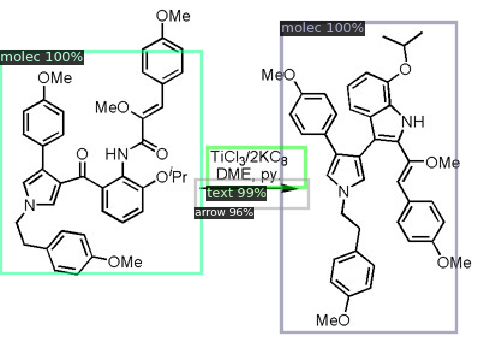 molec 100%
OMe
OMe
MeO
HN
O
O
OⁱPr
N
OMe
TiCl₃/2KC₈
DME, py
text 99%
arrow 96%
molec 100%
MeO
O
NH
OMe
N
OMe
MeO